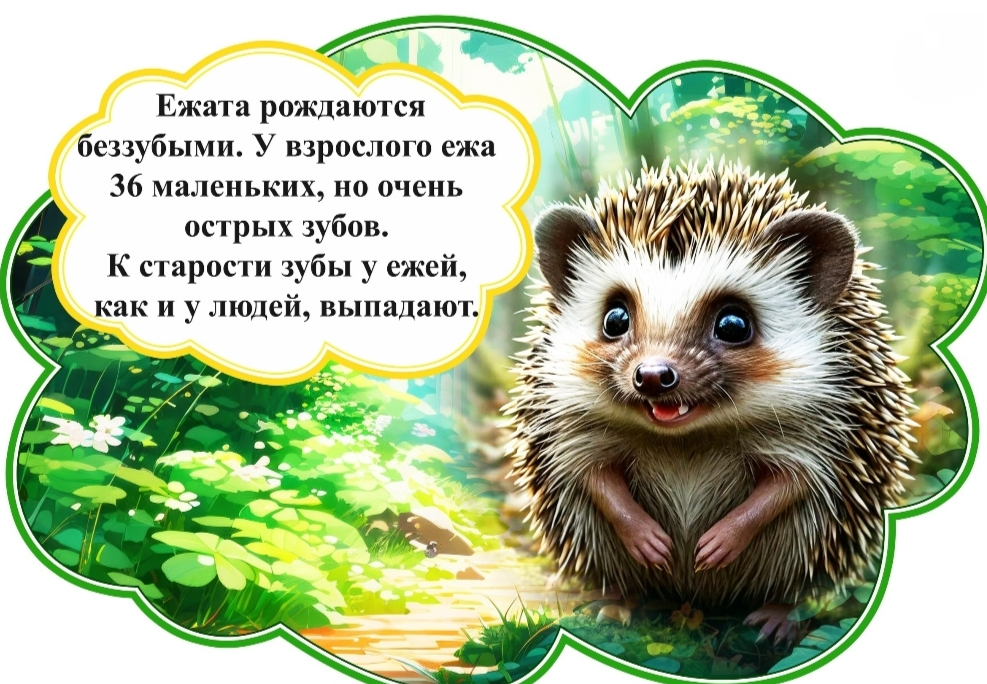 Ежата рождаются
беззубыми. У взрослого ежа
36 маленьких, но очень
острых зубов.
К старости зубы у ежей,
как и у людей, выпадают.